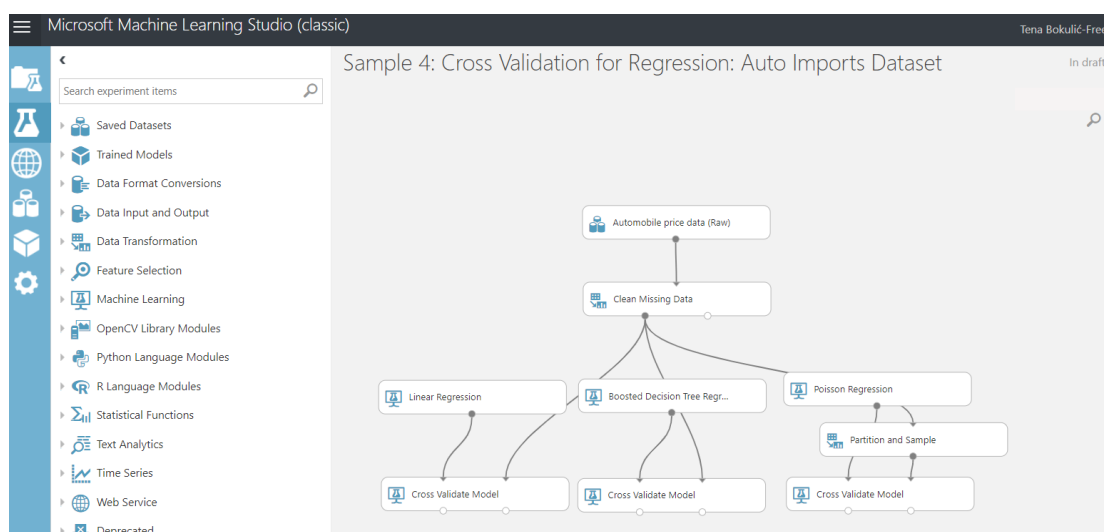 Microsoft Machine Learning Studio (classic)
Tena Bokulić-Free
Sample 4: Cross Validation for Regression: Auto Imports Dataset
In draft
Search experiment items
Saved Datasets
Trained Models
Data Format Conversions
Data Input and Output
Data Transformation
Feature Selection
Machine Learning
OpenCV Library Modules
Python Language Modules
R Language Modules
Statistical Functions
Text Analytics
Time Series
Web Service
Deprecated
Automobile price data (Raw)
Clean Missing Data
Linear Regression
Boosted Decision Tree Regr...
Poisson Regression
Partition and Sample
Cross Validate Model
Cross Validate Model
Cross Validate Model